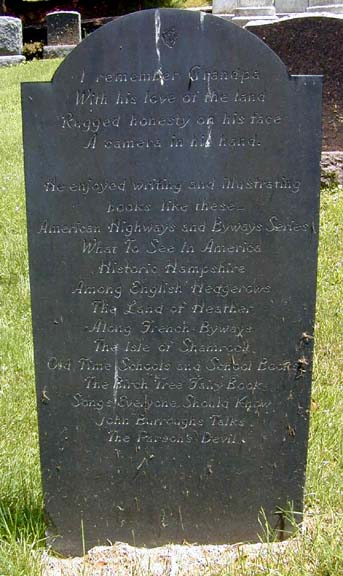 I remember Grandpa
With his love of the land
Rugged honesty on his face
A camera in his hand.
He enjoyed writing and illustrating
books like these–
American Highways and Byways Series
What To See In America
Historic Hampshire
Among English Hedgerows
The Land of Heather
Along French Byways
The Isle of Shamrock
Old Time Schools and School Books
The Birch Tree Fairy Book
Songs Everyone Should Know
John Burroughs Talks
The Parson's Devil